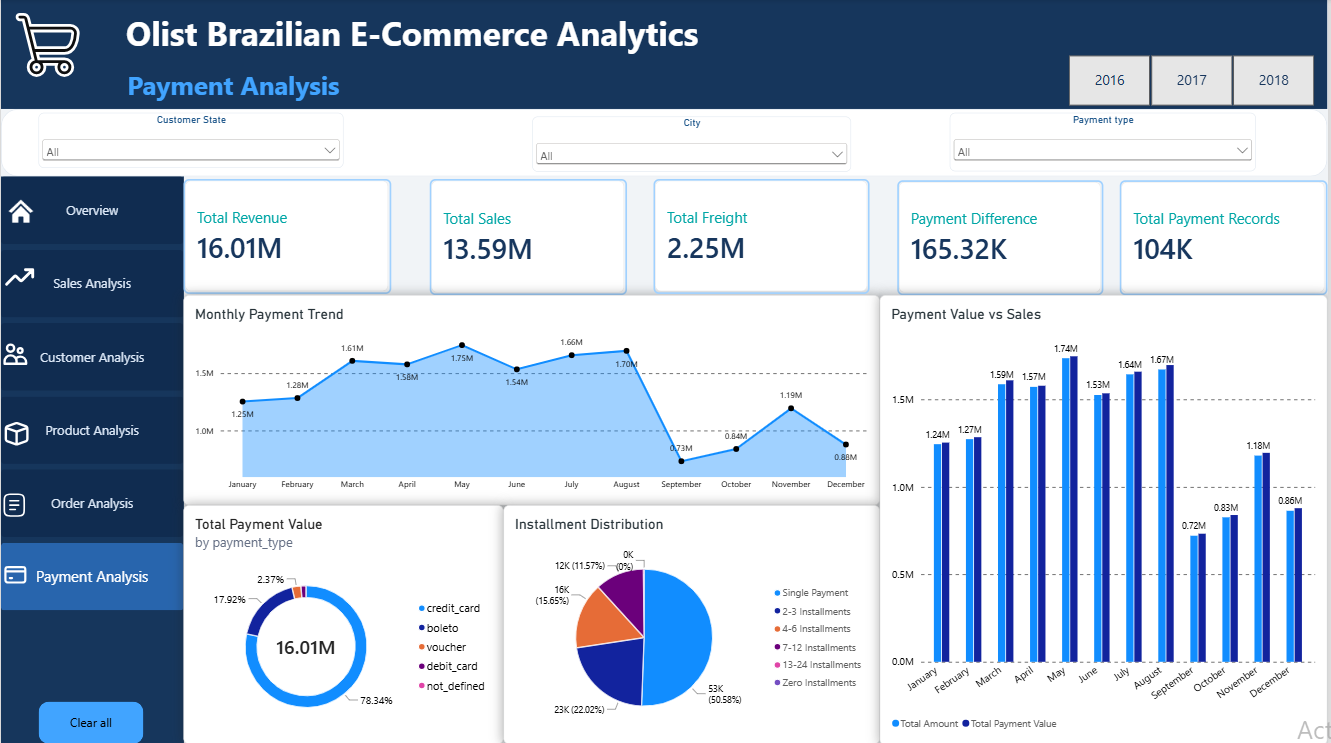 Olist Brazilian E-Commerce Analytics
Payment Analysis
2016
2017
2018
Customer State
All
City
All
Payment type
All
Overview
Sales Analysis
Customer Analysis
Product Analysis
Order Analysis
Payment Analysis
Clear all
Total Revenue
16.01M
Total Sales
13.59M
Total Freight
2.25M
Payment Difference
165.32K
Total Payment Records
104K
Monthly Payment Trend
1.5M
1.0M
1.25M
1.28M
1.61M
1.58M
1.75M
1.54M
1.66M
1.70M
0.73M
0.84M
1.19M
0.88M
January
February
March
April
May
June
July
August
September
October
November
December
Total Payment Value
by payment_type
2.37%
17.92%
16.01M
78.34%
credit_card
boleto
voucher
debit_card
not_defined
Installment Distribution
0K
(0%)
12K (11.57%)
16K
(15.65%)
23K (22.02%)
53K
(50.58%)
Single Payment
2-3 Installments
4-6 Installments
7-12 Installments
13-24 Installments
Zero Installments
Payment Value vs Sales
1.5M
1.0M
0.5M
0.0M
1.24M
1.27M
1.59M
1.57M
1.74M
1.53M
1.64M
1.67M
0.72M
0.83M
1.18M
0.86M
January
February
March
April
May
June
July
August
September
October
November
December
Total Amount
Total Payment Value
Act